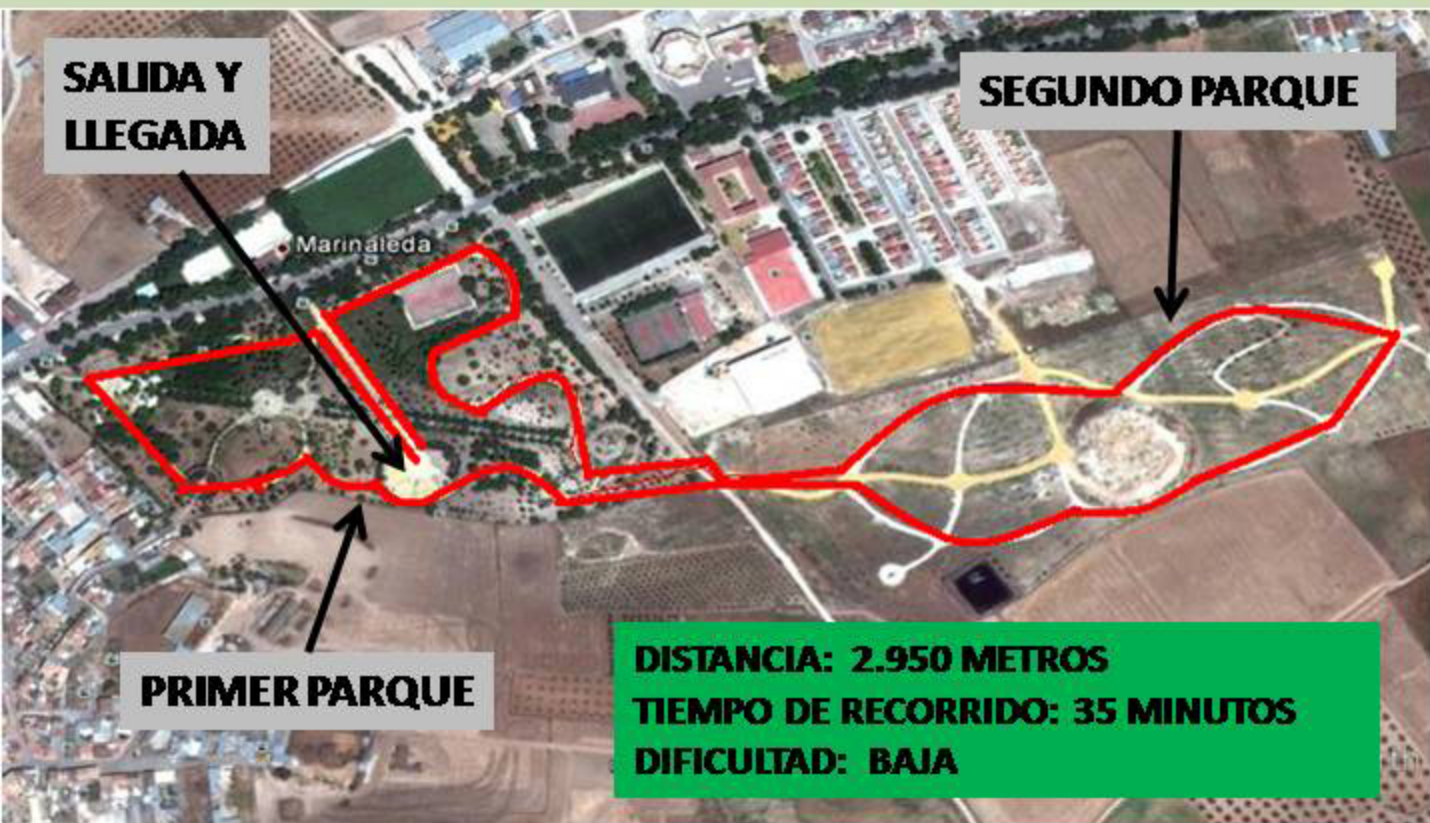 SALIDA Y
LLEGADA
SEGUNDO PARQUE
Marinaleda
PRIMER PARQUE
DISTANCIA: 2.950 METROS
TIEMPO DE RECORRIDO: 35 MINUTOS
DIFICULTAD: BAJA